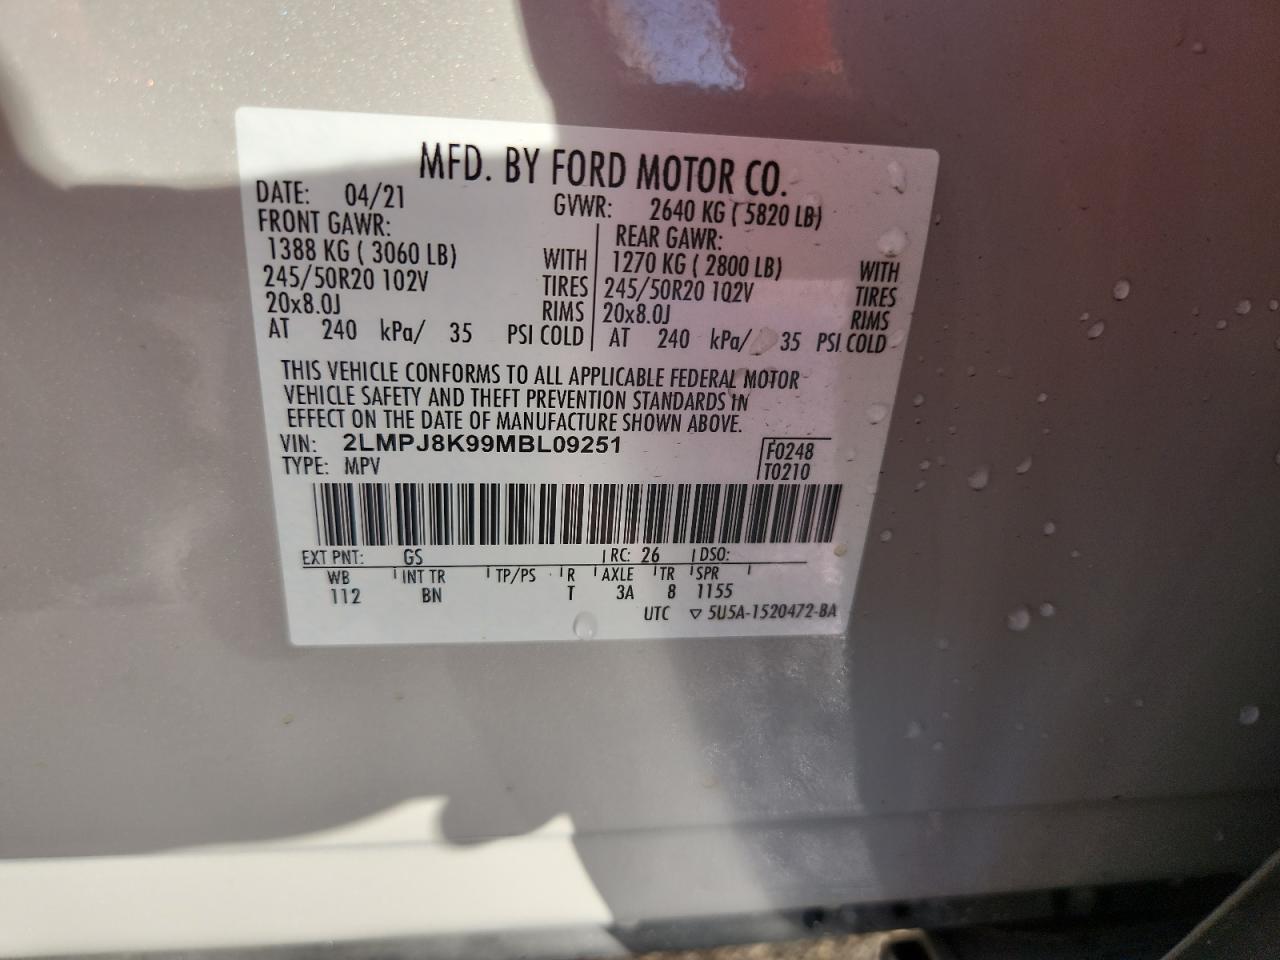 MFD. BY FORD MOTOR CO.
DATE: 04/21 GVWR: 2640 KG ( 5820 LB)
FRONT GAWR: REAR GAWR:
1388 KG ( 3060 LB) WITH 1270 KG ( 2800 LB) WITH
245/50R20 102V TIRES 245/50R20 102V TIRES
20x8.0J RIMS 20x8.0J RIMS
AT 240 kPa/ 35 PSI COLD AT 240 kPa/ 35 PSI COLD
THIS VEHICLE CONFORMS TO ALL APPLICABLE FEDERAL MOTOR
VEHICLE SAFETY AND THEFT PREVENTION STANDARDS IN
EFFECT ON THE DATE OF MANUFACTURE SHOWN ABOVE.
VIN: 2LMPJ8K99MBL09251 F0248
TYPE: MPV T0210
EXT PNT: GS RC: 26 DSO:
WB INT TR TP/PS R AXLE TR SPR
112 BN T 3A 8 1155
UTC ▽ 5U5A-1520472-BA